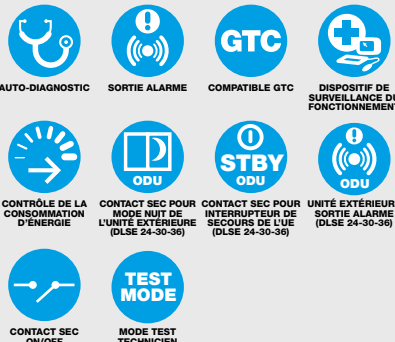 GTC
AUTO-DIAGNOSTIC
SORTIE ALARME
COMPATIBLE GTC
DISPOSITIF DE
SURVEILLANCE DU
FONCTIONNEMENT
ODU
STBY
ODU
ODU
CONTRÔLE DE LA
CONSOMMATION
D'ÉNERGIE
CONTACT SEC POUR
MODE NUIT DE
L'UNITÉ EXTÉRIEURE
(DLSE 24-30-36)
CONTACT SEC POUR
INTERRUPTEUR DE
SECOURS DE L'UE
(DLSE 24-30-36)
UNITÉ EXTÉRIEUR
SORTIE ALARME
(DLSE 24-30-36)
TEST
MODE
CONTACT SEC
ON/OFF
MODE TEST
TECHNICIEN